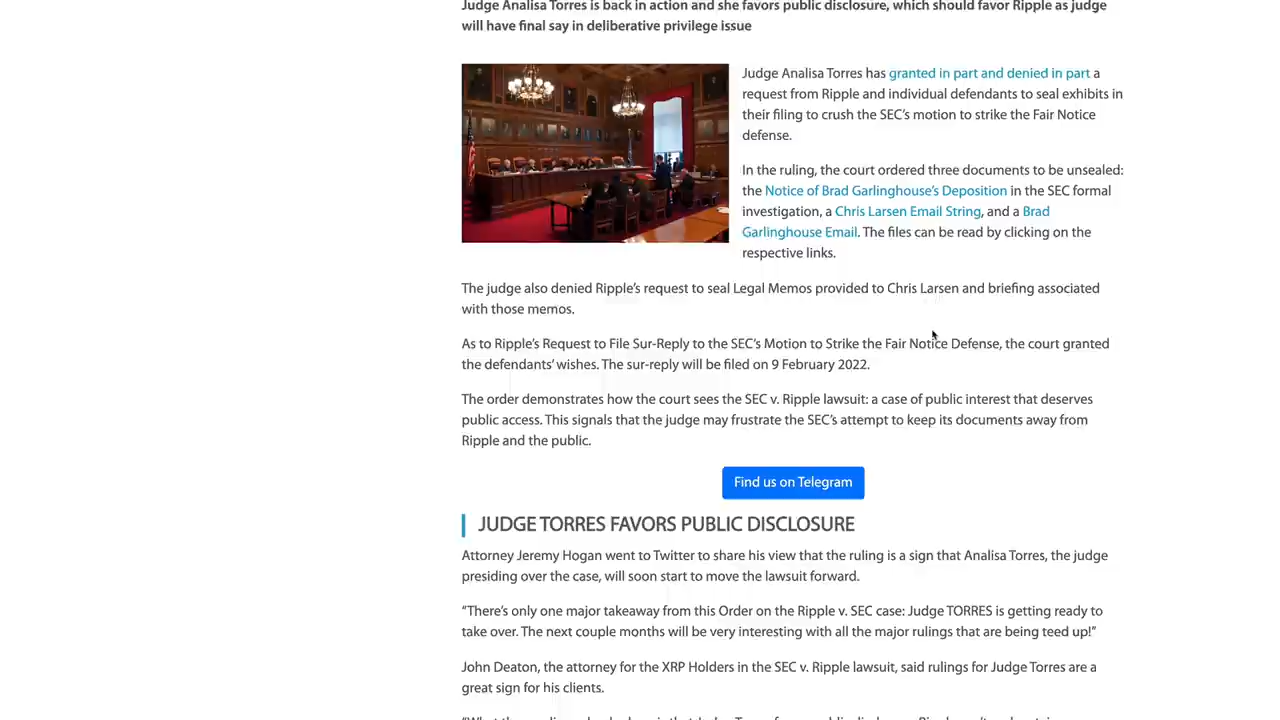 Judge Analisa Torres is back in action and she favors public disclosure, which should favor Ripple as judge
will have final say in deliberative privilege issue
Judge Analisa Torres has granted in part and denied in part a
request from Ripple and individual defendants to seal exhibits in
their filing to crush the SEC’s motion to strike the Fair Notice
defense.
In the ruling, the court ordered three documents to be unsealed:
the Notice of Brad Garlinghouse’s Deposition in the SEC formal
investigation, a Chris Larsen Email String, and a Brad
Garlinghouse Email. The files can be read by clicking on the
respective links.
The judge also denied Ripple’s request to seal Legal Memos provided to Chris Larsen and briefing associated
with those memos.
As to Ripple’s Request to File Sur-Reply to the SEC’s Motion to Strike the Fair Notice Defense, the court granted
the defendants’ wishes. The sur-reply will be filed on 9 February 2022.
The order demonstrates how the court sees the SEC v. Ripple lawsuit: a case of public interest that deserves
public access. This signals that the judge may frustrate the SEC’s attempt to keep its documents away from
Ripple and the public.
Find us on Telegram
JUDGE TORRES FAVORS PUBLIC DISCLOSURE
Attorney Jeremy Hogan went to Twitter to share his view that the ruling is a sign that Analisa Torres, the judge
presiding over the case, will soon start to move the lawsuit forward.
“There’s only one major takeaway from this Order on the Ripple v. SEC case: Judge TORRES is getting ready to
take over. The next couple months will be very interesting with all the major rulings that are being teed up!”
John Deaton, the attorney for the XRP Holders in the SEC v. Ripple lawsuit, said rulings for Judge Torres are a
great sign for his clients.